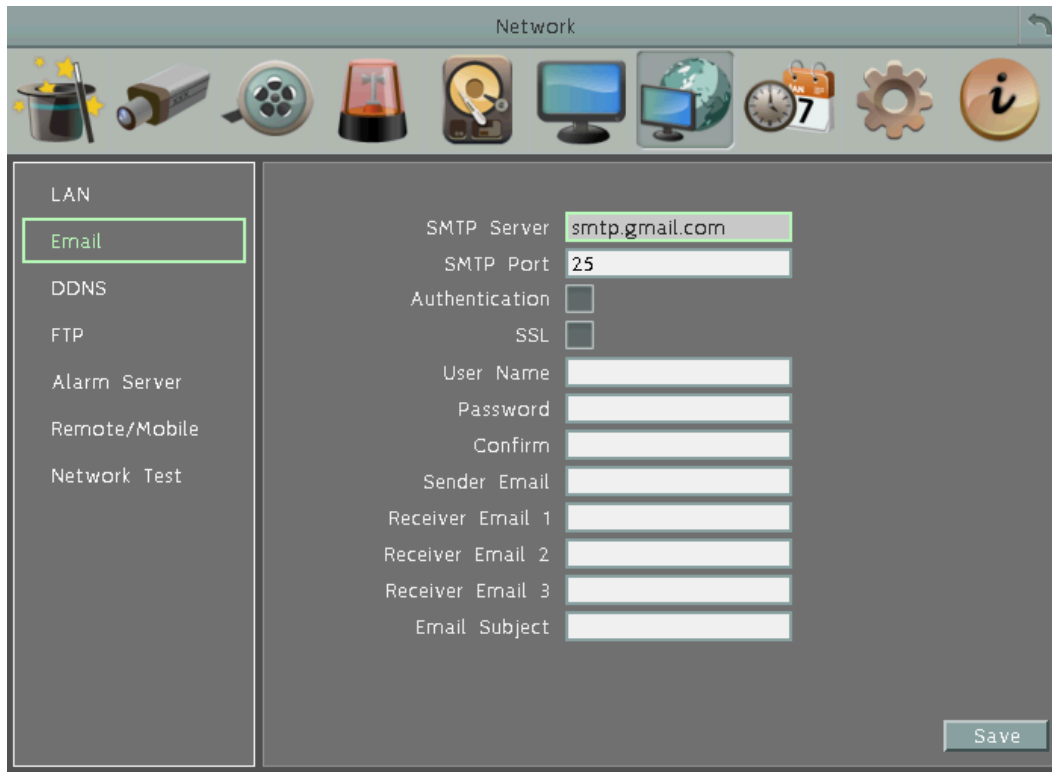 Network
JAN
7
i
LAN
Email
DDNS
FTP
Alarm Server
Remote/Mobile
Network Test
SMTP Server smtp.gmail.com
SMTP Port 25
Authentication
SSL
User Name
Password
Confirm
Sender Email
Receiver Email 1
Receiver Email 2
Receiver Email 3
Email Subject
Save